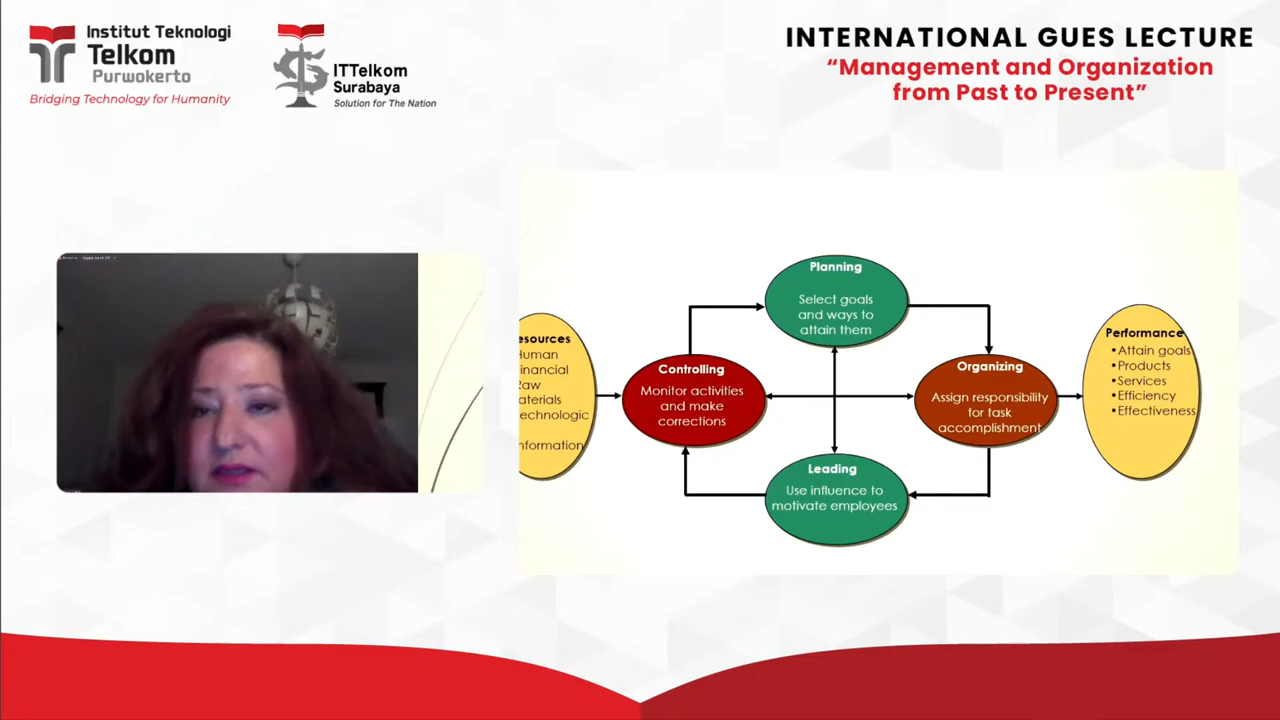 Institut Teknologi
Telkom
Purwokerto
Bridging Technology for Humanity
ITTelkom
Surabaya
Solution for The Nation
INTERNATIONAL GUES LECTURE
“Management and Organization
from Past to Present”
Planning
Select goals
and ways to
attain them
esources
Human
inancial
Raw
aterials
echnologic
nformation
Controlling
Monitor activities
and make
corrections
Organizing
Assign responsibility
for task
accomplishment
Performance
•Attain goals
•Products
•Services
•Efficiency
•Effectiveness
Leading
Use influence to
motivate employees